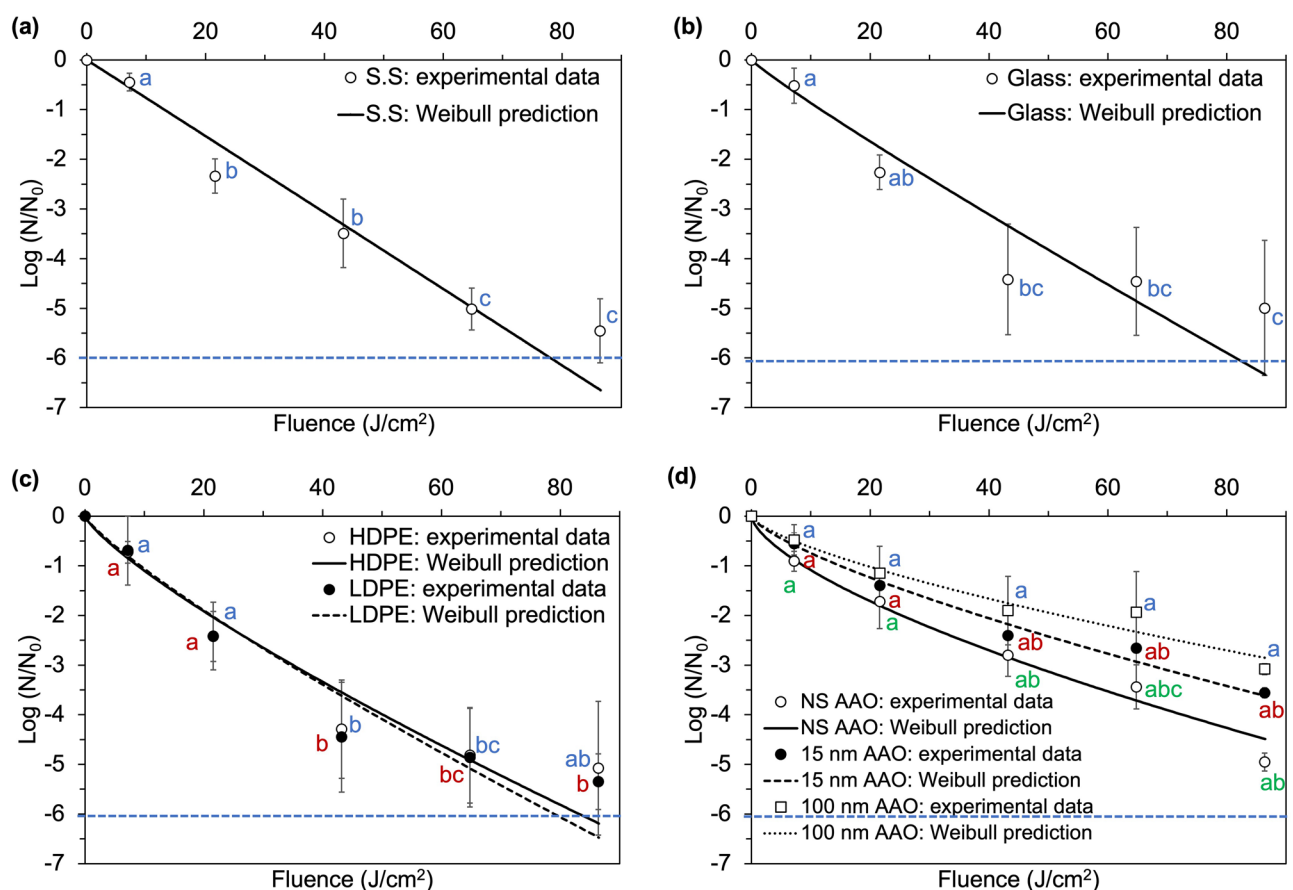 (a)
0 20 40 60 80
0
-1
-2
-3
-4
-5
-6
-7
Log (N/N₀)
S.S: experimental data
S.S: Weibull prediction
a
b
b
c
c
Fluence (J/cm²)
(b)
0 20 40 60 80
0
-1
-2
-3
-4
-5
-6
-7
Log (N/N₀)
Glass: experimental data
Glass: Weibull prediction
a
ab
bc
bc
c
Fluence (J/cm²)
(c)
0 20 40 60 80
0
-1
-2
-3
-4
-5
-6
-7
Log (N/N₀)
HDPE: experimental data
HDPE: Weibull prediction
LDPE: experimental data
LDPE: Weibull prediction
a
a
a
a
b
b
bc
bc
ab
b
Fluence (J/cm²)
(d)
0 20 40 60 80
0
-1
-2
-3
-4
-5
-6
-7
Log (N/N₀)
a
a
a
a
a
a
a
ab
ab
a
ab
abc
a
ab
ab
NS AAO: experimental data
NS AAO: Weibull prediction
15 nm AAO: experimental data
15 nm AAO: Weibull prediction
100 nm AAO: experimental data
100 nm AAO: Weibull prediction
Fluence (J/cm²)